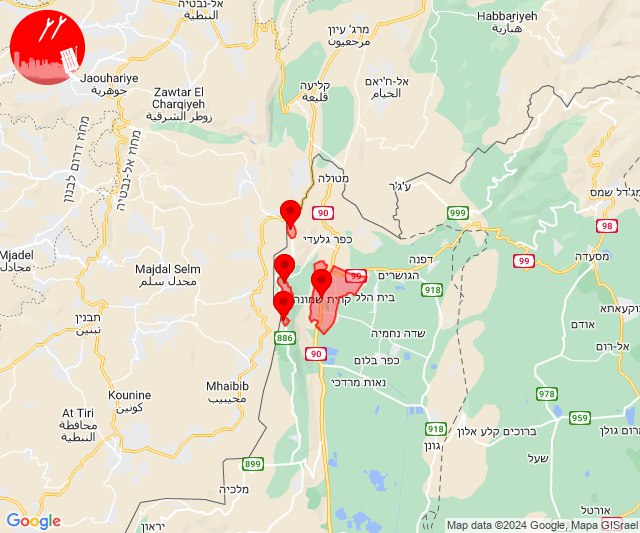 אל-נבטיה
النبطية
מרג' עיון
مرجعيون
Habbariyeh
هبارية
Jaouhariye
جوهرية
Zawtar El
Charqiyeh
زوطر الشرقية
קליעה
قليعة
אל-ח'יאם
الخيام
מחוז דרום לבנון
מחוז אל-נבטיה
מטולה
ע'ג'ר
מג'דל שמס
90
999
98
Mjadel
مجادل
Majdal Selm
مجدل سلم
כפר גלעדי
דפנה
99
מסעדה
99
הגושרים
918
קרית שמונה
בית הלל
בוקעאתא
תבנין
تبنين
886
שדה נחמיה
אודם
אל-רום
90
כפר בלום
נאות מרדכי
Kounine
كونين
Mhaibib
محيبيب
978
959
At Tiri
محافظة
النبطية
918
גונן
ברוכים קלע אלון
מרום גולן
899
שעל
מלכיה
יראון
אורטל
Google
Map data ©2024 Google, Mapa GISrael